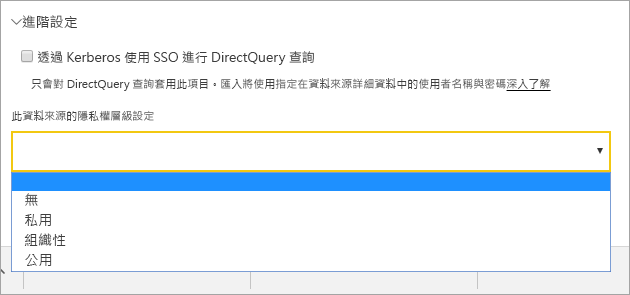 進階設定
透過 Kerberos 使用 SSO 進行 DirectQuery 查詢
只會對 DirectQuery 查詢套用此項目。匯入將使用指定在資料來源詳細資料中的使用者名稱與密碼深入了解
此資料來源的隱私權層級設定
無
私用
組織性
公用